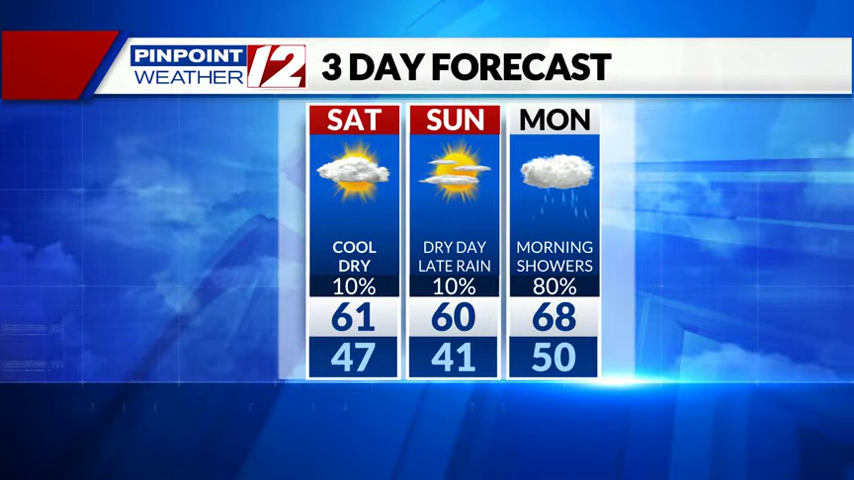 PINPOINT
WEATHER 12
3 DAY FORECAST
SAT
COOL
DRY
10%
61
47
SUN
DRY DAY
LATE RAIN
10%
60
41
MON
MORNING
SHOWERS
80%
68
50